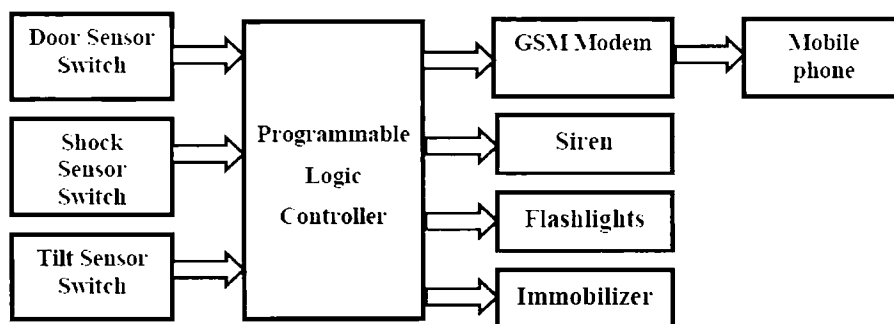 Door Sensor
Switch
Shock
Sensor
Switch
Tilt Sensor
Switch
Programmable
Logic
Controller
GSM Modem
Siren
Flashlights
Immobilizer
Mobile
phone